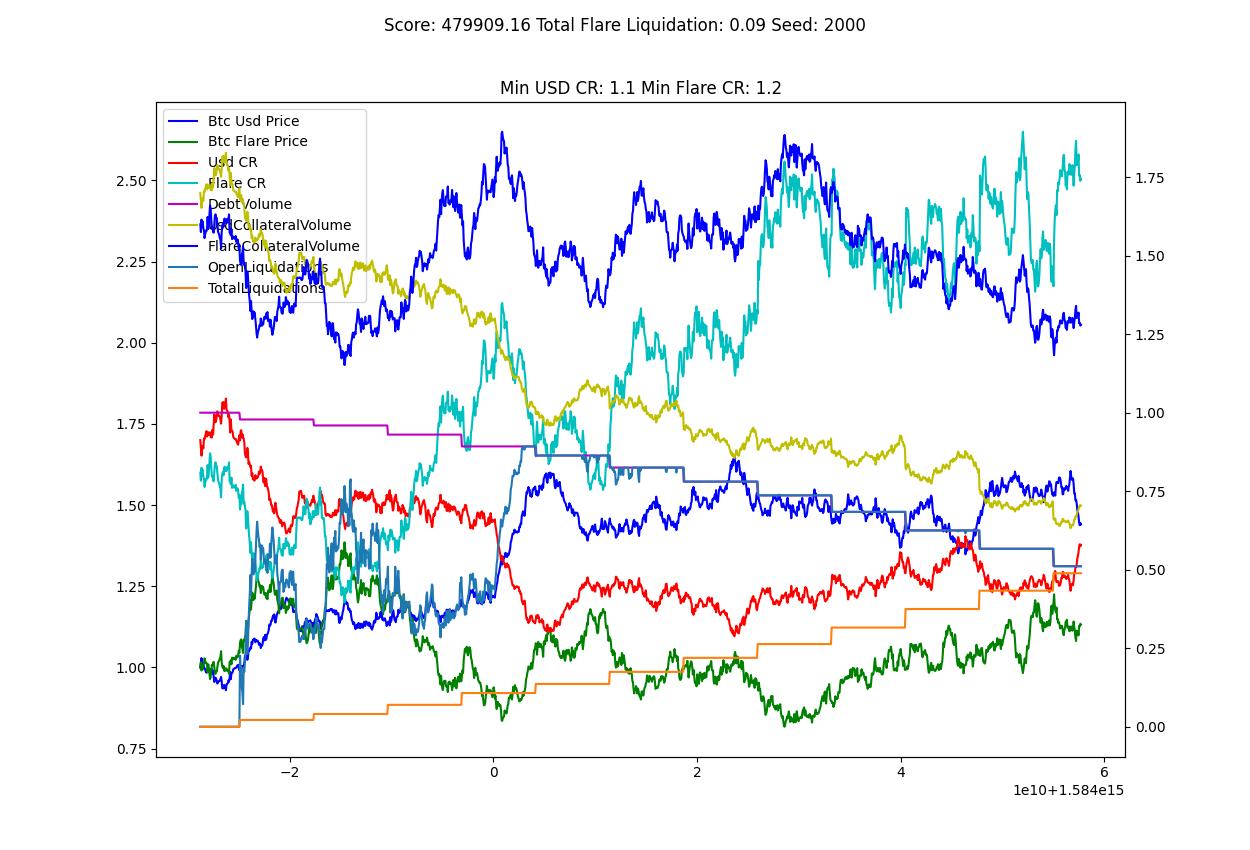 Score: 479909.16 Total Flare Liquidation: 0.09 Seed: 2000
Min USD CR: 1.1 Min Flare CR: 1.2
Btc Usd Price
Btc Flare Price
Usd CR
Flare CR
DebtVolume
UsdCollateralVolume
FlareCollateralVolume
OpenLiquidations
TotalLiquidations
2.50
2.25
2.00
1.75
1.50
1.25
1.00
0.75
1.75
1.50
1.25
1.00
0.75
0.50
0.25
0.00
−2
0
2
4
6
1e10+1.584e15